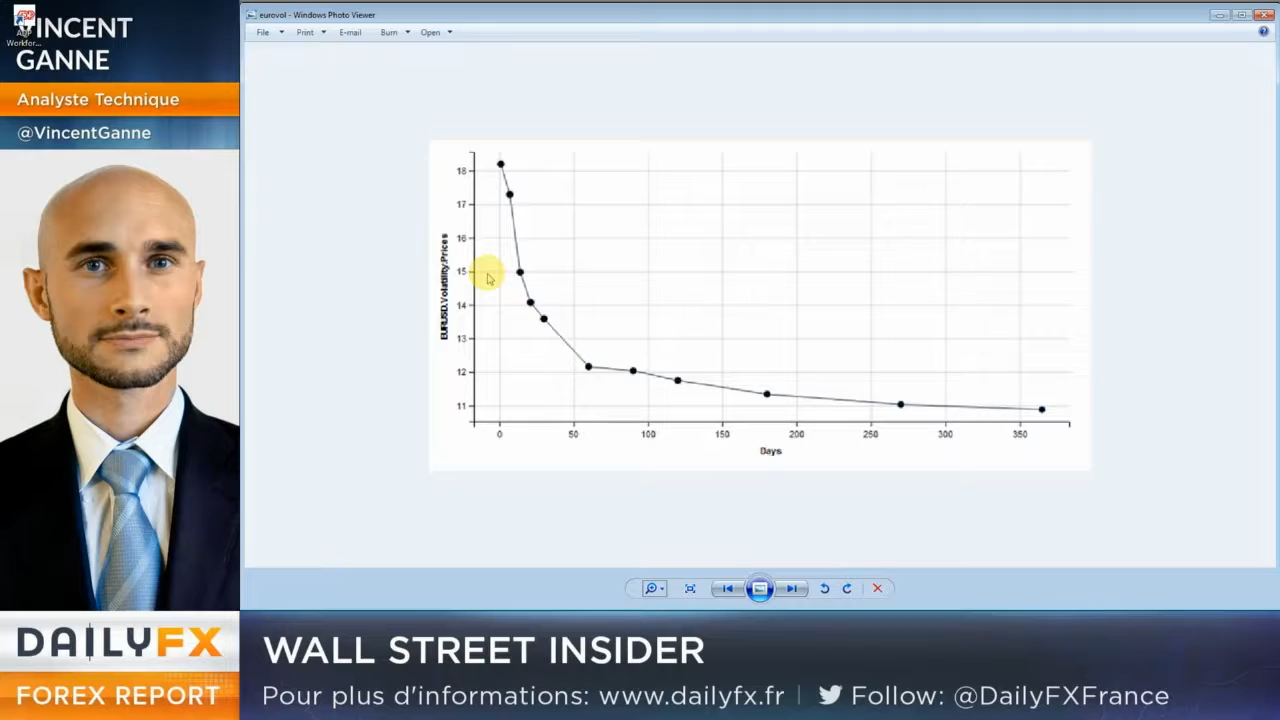 VINCENT
GANNE
Analyste Technique
@VincentGanne
ADP
Workfor...
eurovol - Windows Photo Viewer
File Print E-mail Burn Open
18
17
16
15
14
13
12
11
EURUSD.Volatility.Prices
0 50 100 150 200 250 300 350
Days
DAILYFX
FOREX REPORT
WALL STREET INSIDER
Pour plus d'informations: www.dailyfx.fr | Follow: @DailyFXFrance